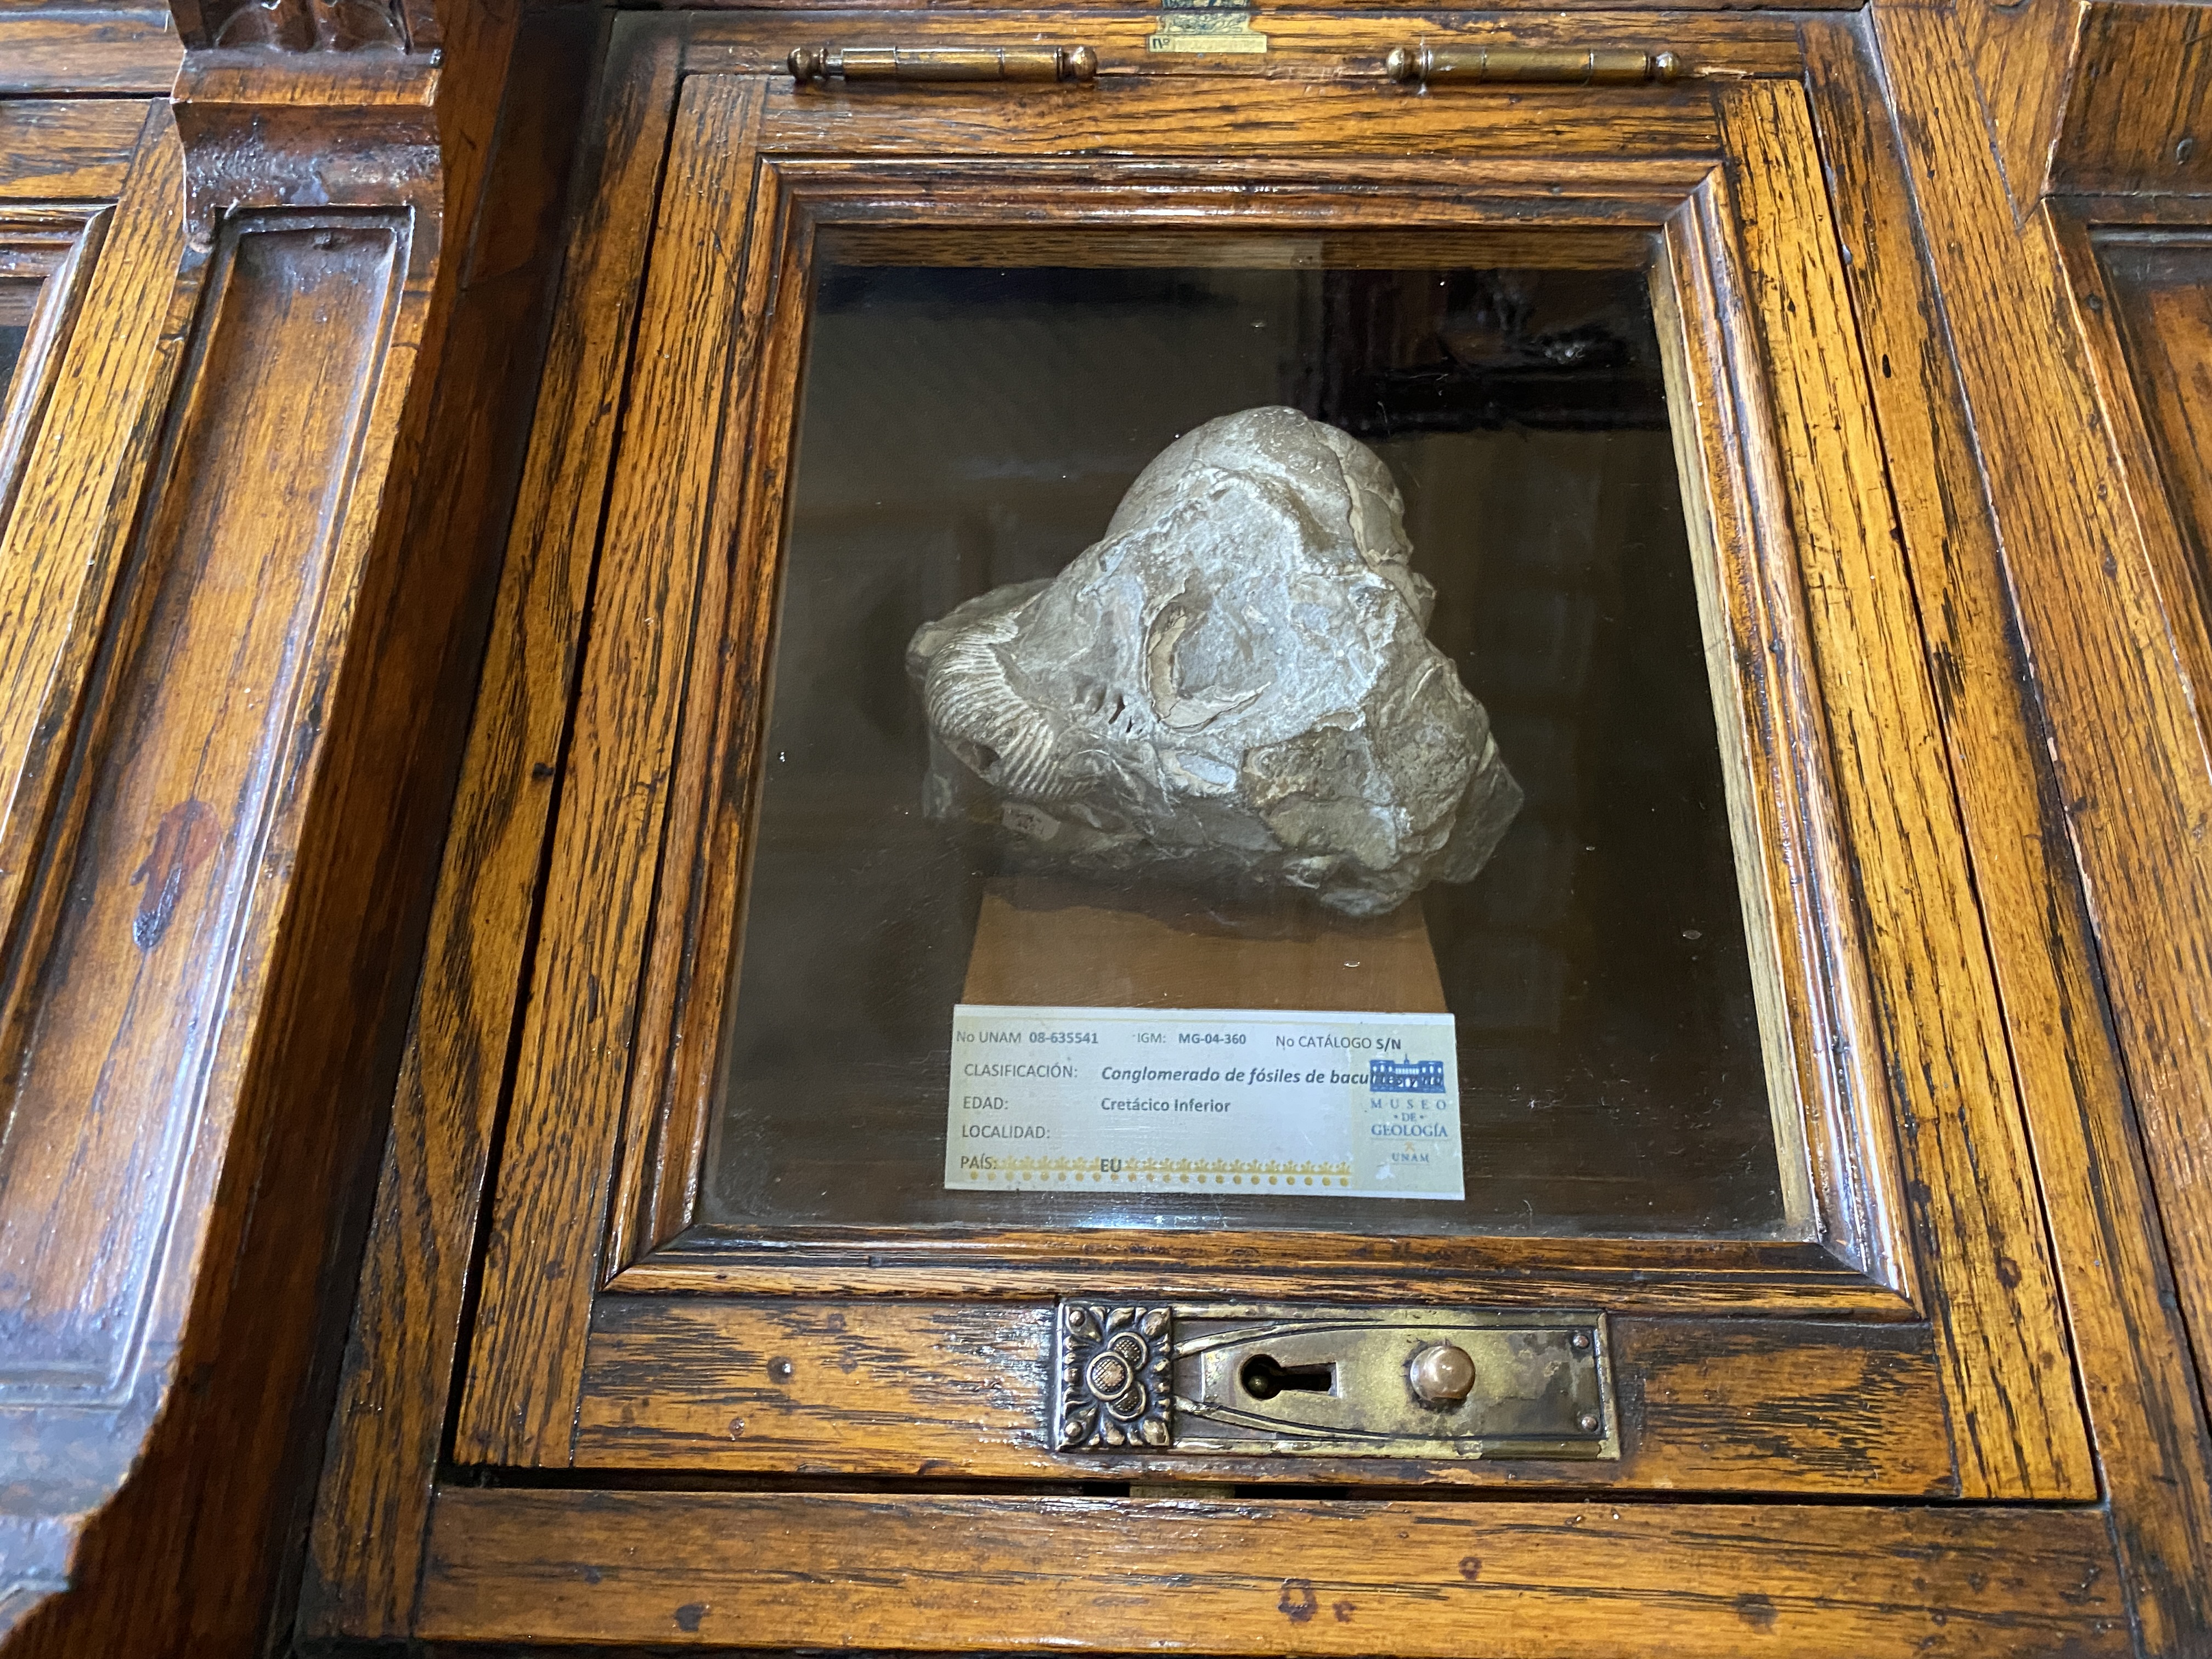 nº
No UNAM 08-635541 IGM: MG-04-360 No CATÁLOGO S/N
CLASIFICACIÓN: Conglomerado de fósiles de
EDAD: Cretácico Inferior
LOCALIDAD:
PAÍS: EU
MUSEO
DE
GEOLOGÍA
UNAM